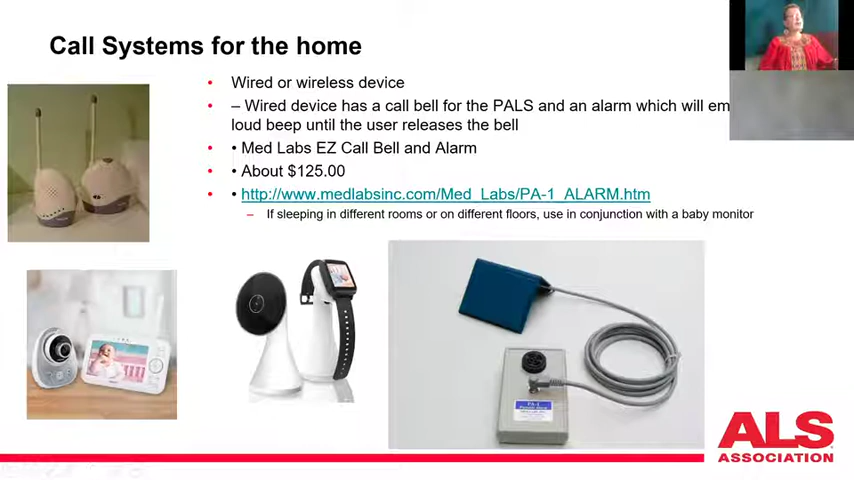 Call Systems for the home
• Wired or wireless device
• – Wired device has a call bell for the PALS and an alarm which will em
loud beep until the user releases the bell
• • Med Labs EZ Call Bell and Alarm
• • About $125.00
• • http://www.medlabsinc.com/Med_Labs/PA-1_ALARM.htm
– If sleeping in different rooms or on different floors, use in conjunction with a baby monitor
PA-1
ALS
ASSOCIATION